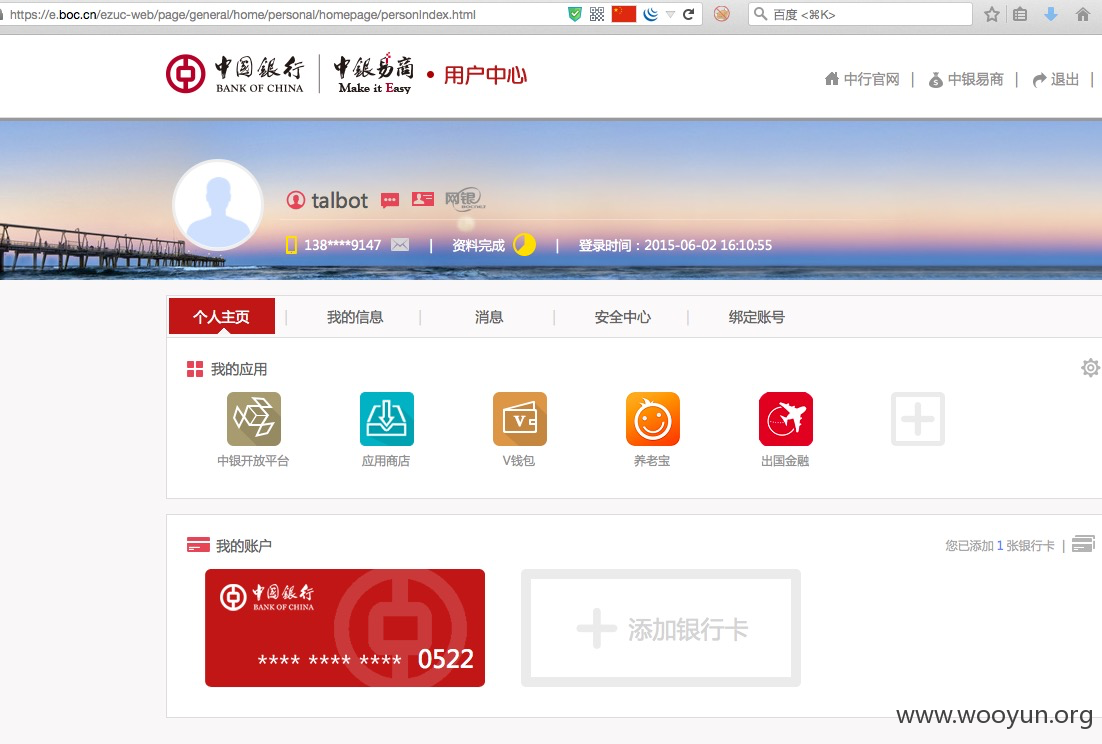 https://e.boc.cn/ezuc-web/page/general/home/personal/homepage/personIndex.html
百度 <⌘K>
中国銀行
BANK OF CHINA
中銀易商
Make it Easy
• 用户中心
中行官网 | 中银易商 | 退出 |
talbot
网银
138****9147 | 资料完成 | 登录时间：2015-06-02 16:10:55
个人主页 | 我的信息 | 消息 | 安全中心 | 绑定账号
我的应用
中银开放平台 应用商店 V钱包 养老宝 出国金融
我的账户
您已添加 1 张银行卡 |
中国銀行
BANK OF CHINA
**** **** **** 0522
添加银行卡
www.wooyun.org